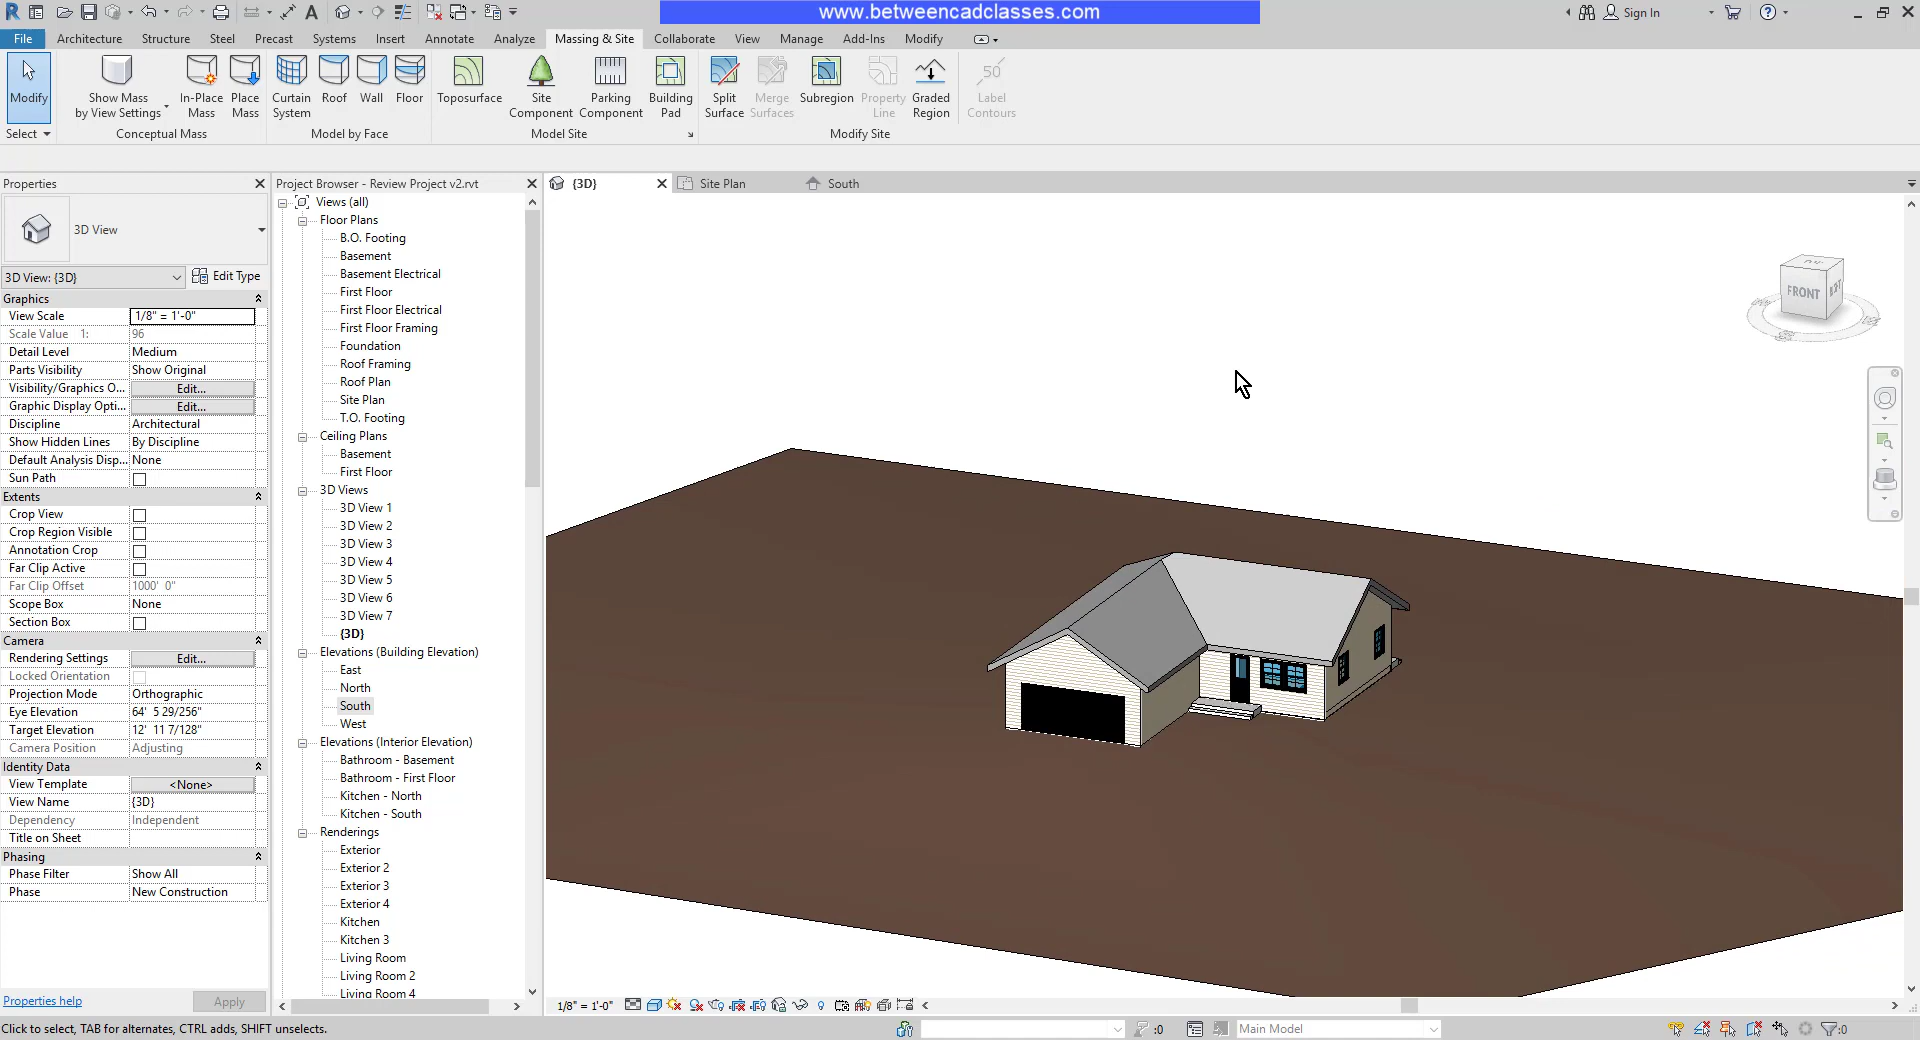 www.betweencadclasses.com
Sign In
File Architecture Structure Steel Precast Systems Insert Annotate Analyze Massing & Site Collaborate View Manage Add-Ins Modify
Modify
Show Mass by View Settings
In-Place Mass
Place Mass
Curtain System
Roof
Wall
Floor
Toposurface
Site Component
Parking Component
Building Pad
Split Surface
Merge Surfaces
Subregion
Property Line
Graded Region
50
Label Contours
Select
Conceptual Mass
Model by Face
Model Site
Modify Site
Properties
3D View
3D View: {3D}
Edit Type
Graphics
View Scale 1/8" = 1'-0"
Scale Value 1: 96
Detail Level Medium
Parts Visibility Show Original
Visibility/Graphics O... Edit...
Graphic Display Opti... Edit...
Discipline Architectural
Show Hidden Lines By Discipline
Default Analysis Disp... None
Sun Path
Extents
Crop View
Crop Region Visible
Annotation Crop
Far Clip Active
Far Clip Offset 1000' 0"
Scope Box None
Section Box
Camera
Rendering Settings Edit...
Locked Orientation
Projection Mode Orthographic
Eye Elevation 64' 5 29/256"
Target Elevation 12' 11 7/128"
Camera Position Adjusting
Identity Data
View Template <None>
View Name {3D}
Dependency Independent
Title on Sheet
Phasing
Phase Filter Show All
Phase New Construction
Properties help
Apply
Project Browser - Review Project v2.rvt
Views (all)
Floor Plans
B.O. Footing
Basement
Basement Electrical
First Floor
First Floor Electrical
First Floor Framing
Foundation
Roof Framing
Roof Plan
Site Plan
T.O. Footing
Ceiling Plans
Basement
First Floor
3D Views
3D View 1
3D View 2
3D View 3
3D View 4
3D View 5
3D View 6
3D View 7
{3D}
Elevations (Building Elevation)
East
North
South
West
Elevations (Interior Elevation)
Bathroom - Basement
Bathroom - First Floor
Kitchen - North
Kitchen - South
Renderings
Exterior
Exterior 2
Exterior 3
Exterior 4
Kitchen
Kitchen 3
Living Room
Living Room 2
Living Room 4
{3D}
Site Plan
South
FRONT
1/8" = 1'-0"
Click to select, TAB for alternates, CTRL adds, SHIFT unselects.
:0
Main Model
:0